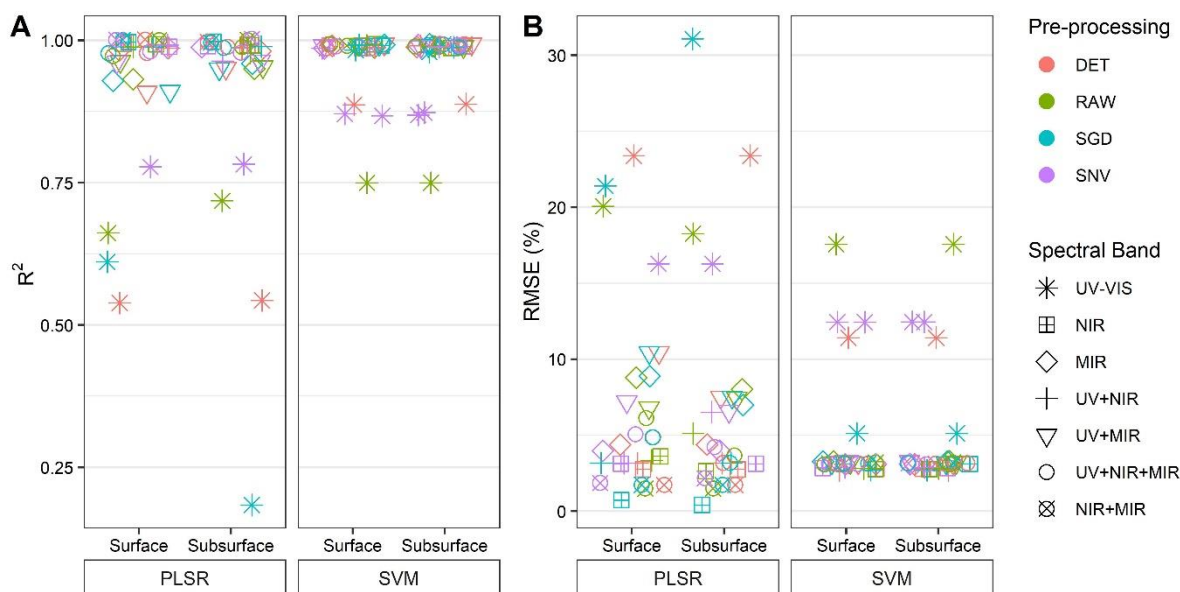 A
R2
1.00
0.75
0.50
0.25
Surface Subsurface
PLSR
Surface Subsurface
SVM
B
RMSE (%)
30
20
10
0
Surface Subsurface
PLSR
Surface Subsurface
SVM
Pre-processing
DET
RAW
SGD
SNV
Spectral Band
UV-VIS
NIR
MIR
UV+NIR
UV+MIR
UV+NIR+MIR
NIR+MIR